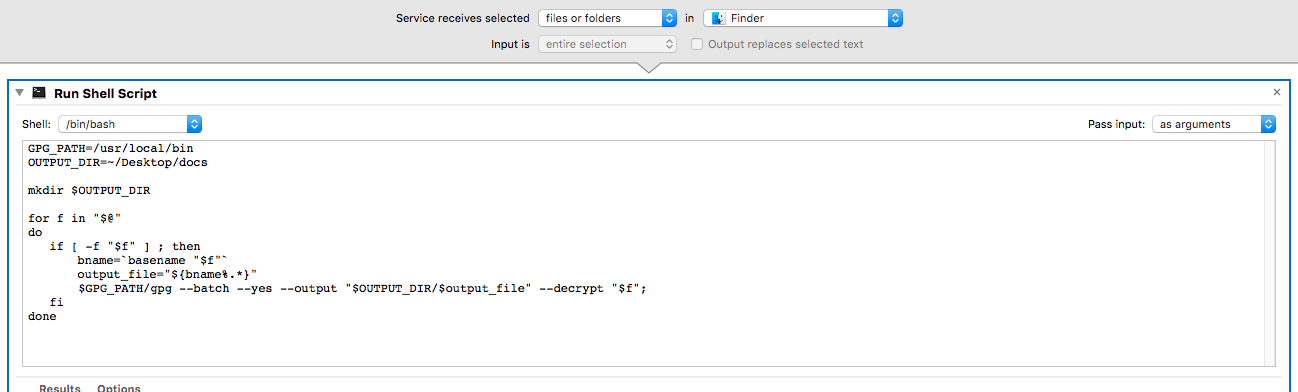 Service receives selected files or folders in Finder
Input is entire selection Output replaces selected text
Run Shell Script
Shell: /bin/bash Pass input: as arguments
GPG_PATH=/usr/local/bin
OUTPUT_DIR=~/Desktop/docs
mkdir $OUTPUT_DIR
for f in "$@"
do
if [ -f "$f" ] ; then
bname=`basename "$f"`
output_file="${bname%.*}"
$GPG_PATH/gpg --batch --yes --output "$OUTPUT_DIR/$output_file" --decrypt "$f";
fi
done
Results Options